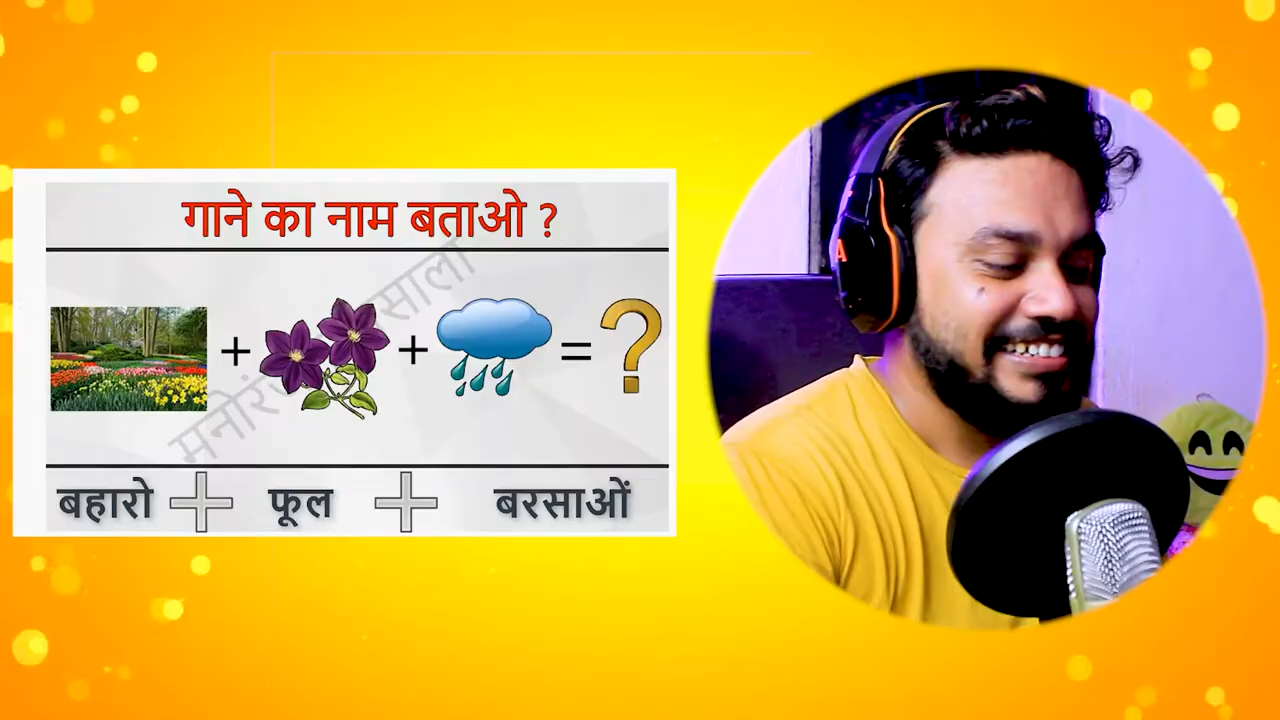 गाने का नाम बताओ ?
+ + = ?
बहारो + फूल + बरसाओं
A